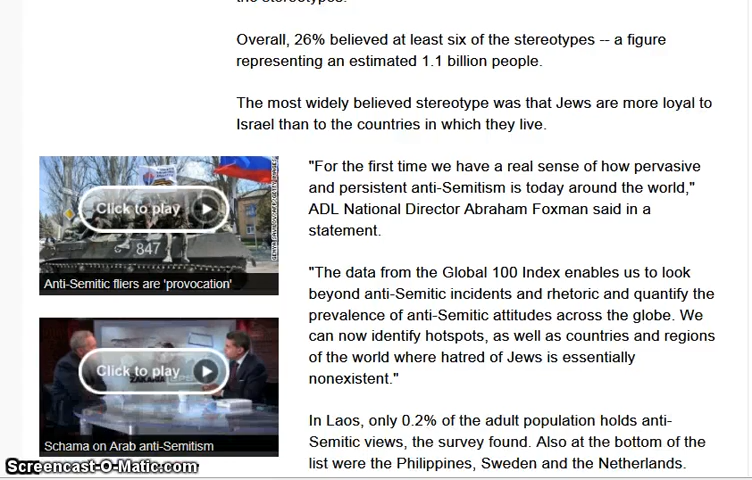 Overall, 26% believed at least six of the stereotypes -- a figure
representing an estimated 1.1 billion people.
The most widely believed stereotype was that Jews are more loyal to
Israel than to the countries in which they live.
Click to play
847
Anti-Semitic fliers are 'provocation'
Click to play
ZAKARIA
Schama on Arab anti-Semitism
"For the first time we have a real sense of how pervasive
and persistent anti-Semitism is today around the world,"
ADL National Director Abraham Foxman said in a
statement.
"The data from the Global 100 Index enables us to look
beyond anti-Semitic incidents and rhetoric and quantify the
prevalence of anti-Semitic attitudes across the globe. We
can now identify hotspots, as well as countries and regions
of the world where hatred of Jews is essentially
nonexistent."
In Laos, only 0.2% of the adult population holds anti-
Semitic views, the survey found. Also at the bottom of the
list were the Philippines, Sweden and the Netherlands.
Screencast-O-Matic.com